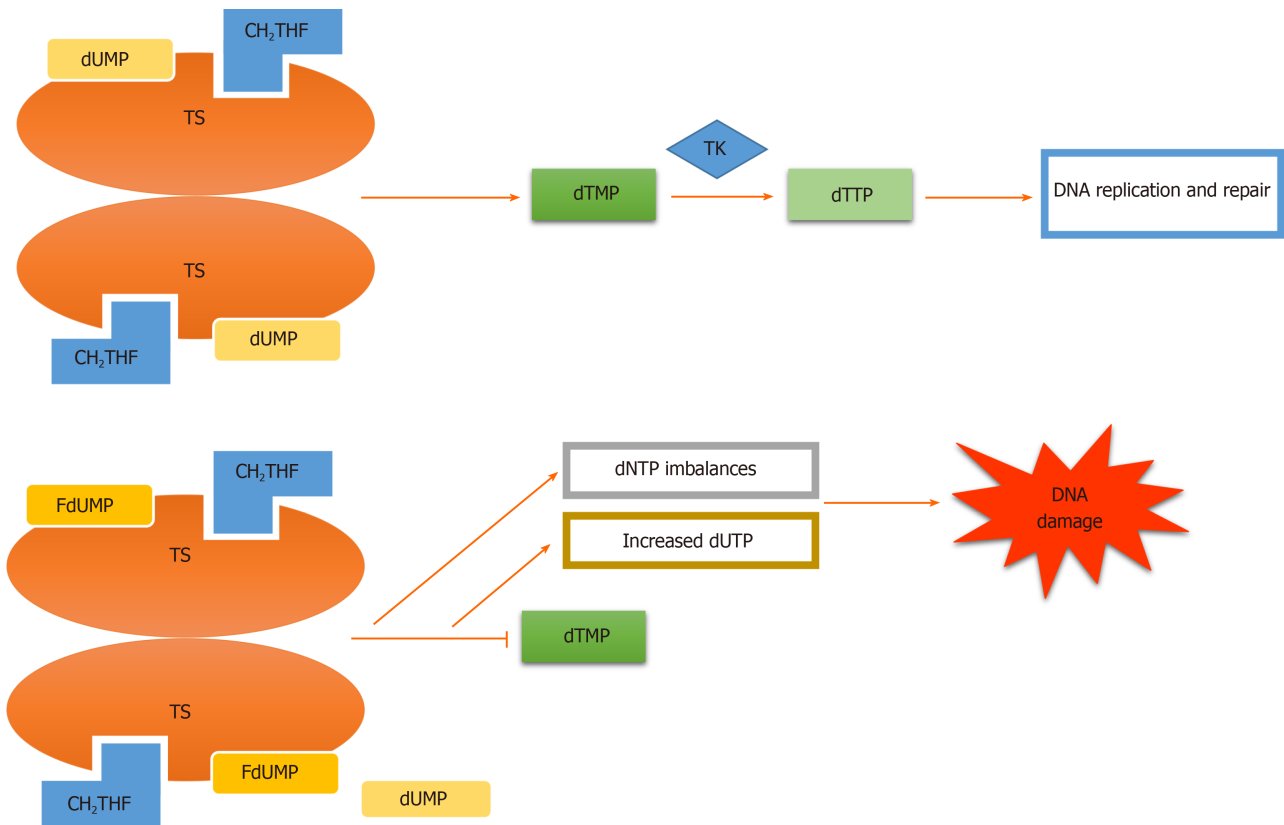 CH₂THF
dUMP
TS
TK
dTMP
dTTP
DNA replication and repair
TS
dUMP
CH₂THF
CH₂THF
FdUMP
TS
dNTP imbalances
Increased dUTP
DNA
damage
dTMP
TS
FdUMP
CH₂THF
dUMP